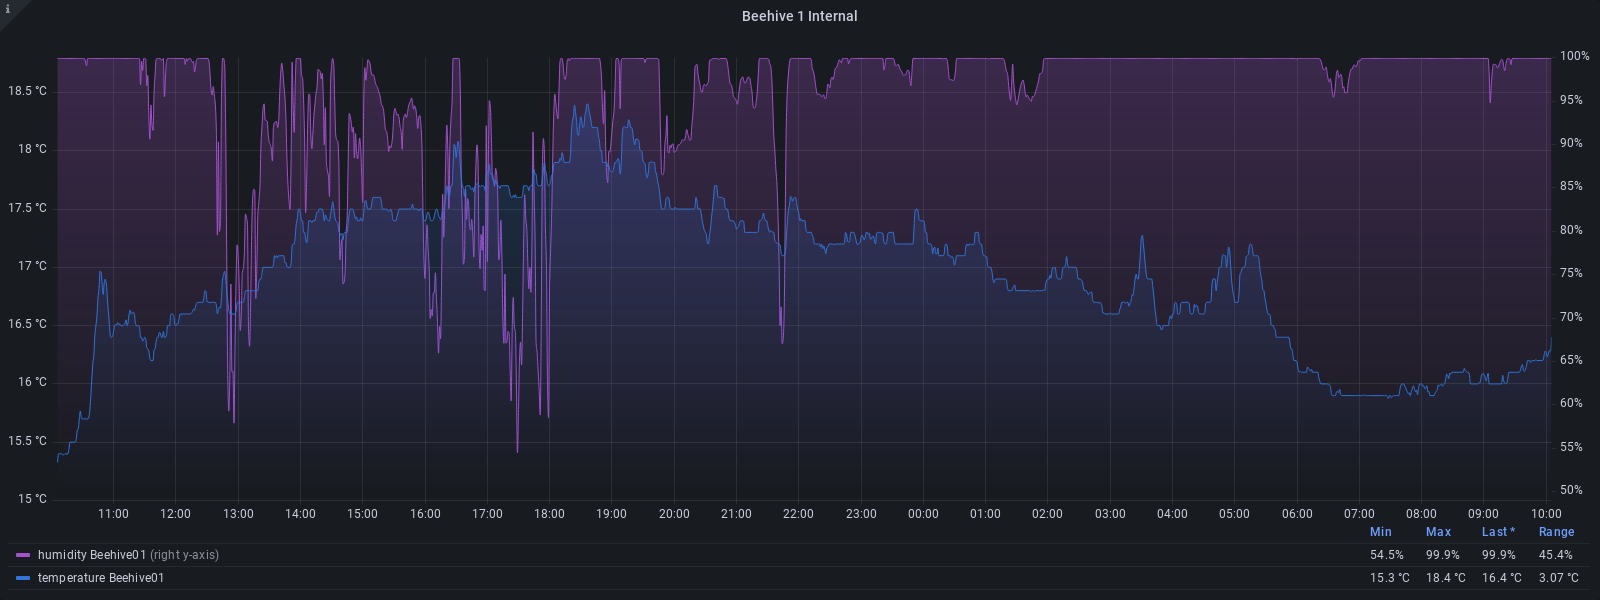 i
Beehive 1 Internal
18.5 °C
18 °C
17.5 °C
17 °C
16.5 °C
16 °C
15.5 °C
15 °C
100%
95%
90%
85%
80%
75%
70%
65%
60%
55%
50%
11:00 12:00 13:00 14:00 15:00 16:00 17:00 18:00 19:00 20:00 21:00 22:00 23:00 00:00 01:00 02:00 03:00 04:00 05:00 06:00 07:00 08:00 09:00 10:00
Min Max Last * Range
humidity Beehive01 (right y-axis) 54.5% 99.9% 99.9% 45.4%
temperature Beehive01 15.3 °C 18.4 °C 16.4 °C 3.07 °C